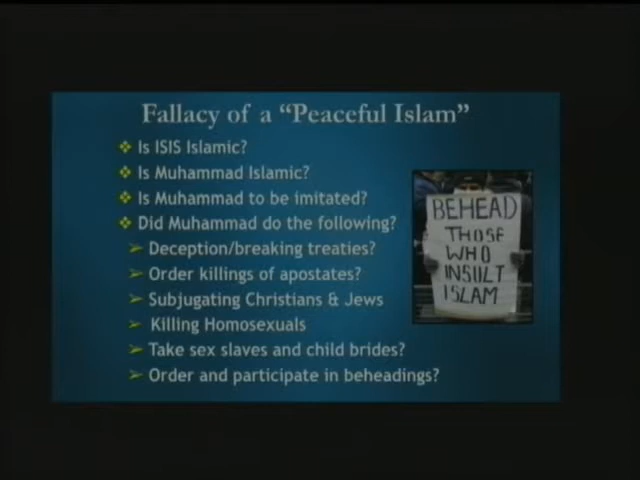 Fallacy of a “Peaceful Islam”
Is ISIS Islamic?
Is Muhammad Islamic?
Is Muhammad to be imitated?
Did Muhammad do the following?
Deception/breaking treaties?
Order killings of apostates?
Subjugating Christians & Jews
Killing Homosexuals
Take sex slaves and child brides?
Order and participate in beheadings?
BEHEAD
THOSE
WHO
INSULT
ISLAM